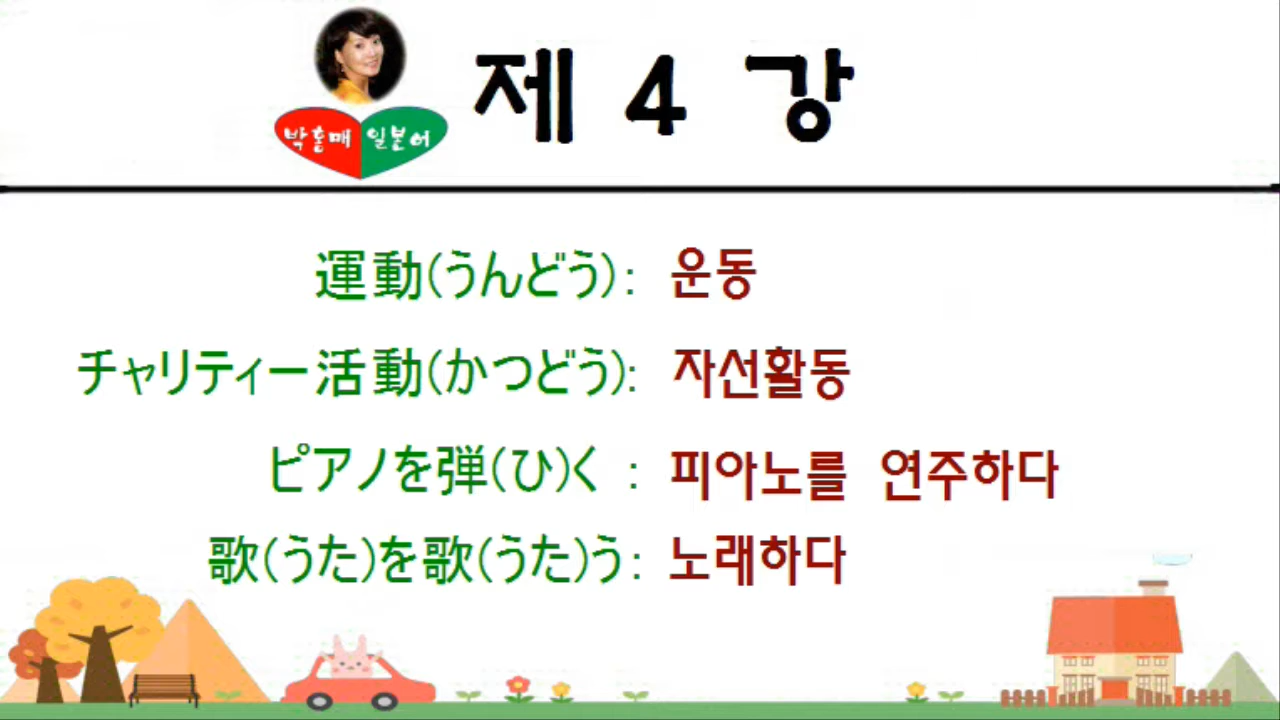 제 4 강
박홀매 일본어
運動(うんどう): 운동
チャリティー活動(かつどう): 자선활동
ピアノを弾(ひ)く : 피아노를 연주하다
歌(うた)を歌(うた)う: 노래하다